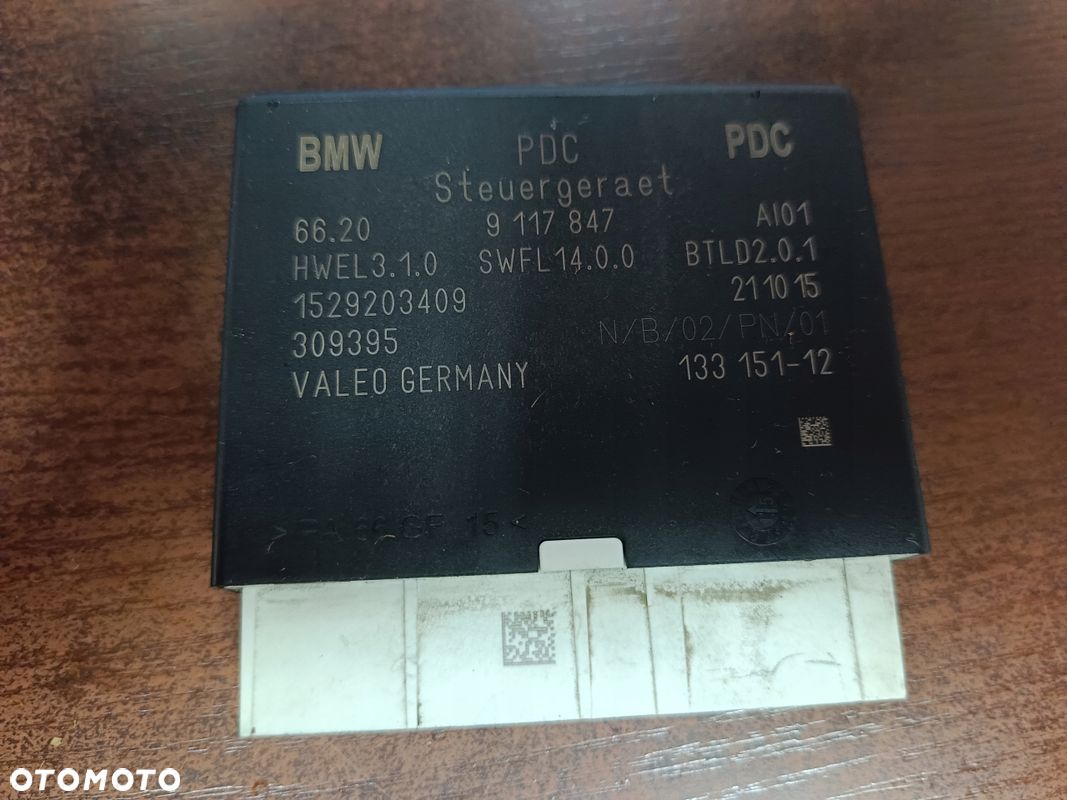 BMW PDC PDC
Steuergeraet
66.20 9 117 847 AI01
HWEL3.1.0 SWFL14.0.0 BTLD2.0.1
1529203409 211015
309395 N/B/02/PN/01
VALEO GERMANY 133 151-12
15
OTOMOTO